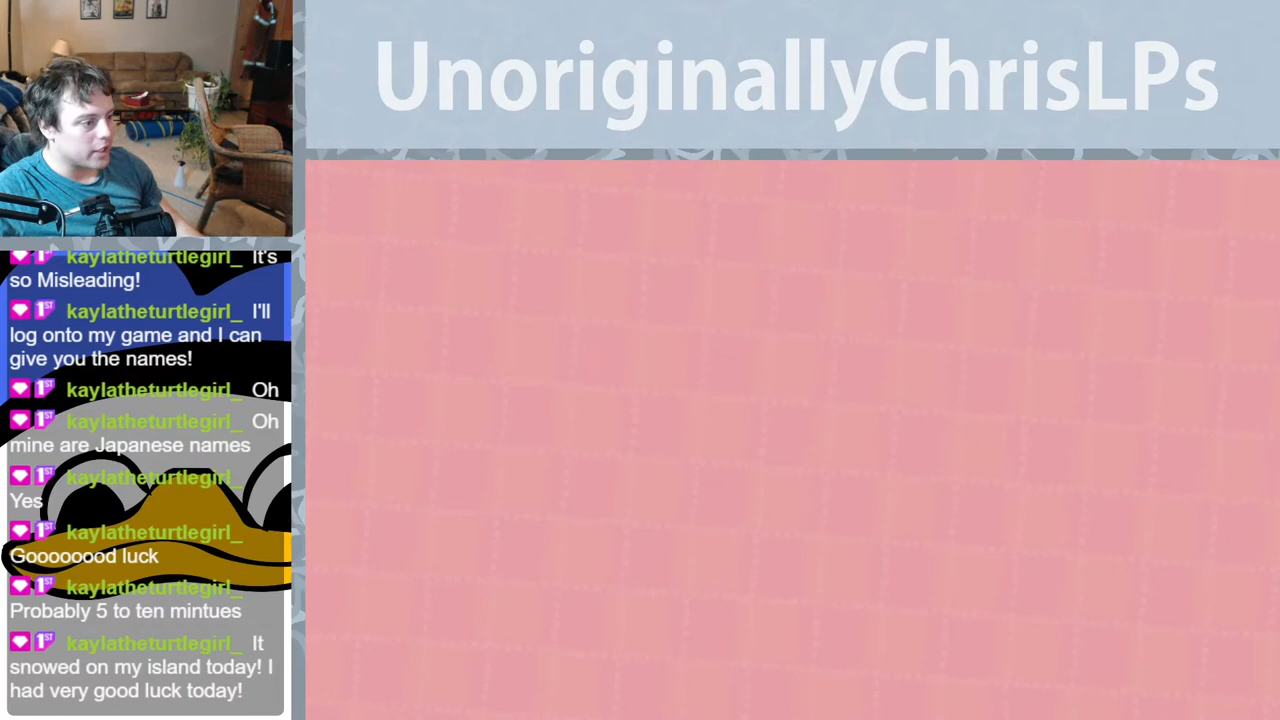 UnoriginallyChrisLPs
kaylatheturtlegirl_ It's
so Misleading!
kaylatheturtlegirl_ I'll
log onto my game and I can
give you the names!
kaylatheturtlegirl_ Oh
kaylatheturtlegirl_ Oh
mine are Japanese names
kaylatheturtlegirl_
Yes
kaylatheturtlegirl_
Goooooood luck
kaylatheturtlegirl_
Probably 5 to ten mintues
kaylatheturtlegirl_ It
snowed on my island today! I
had very good luck today!